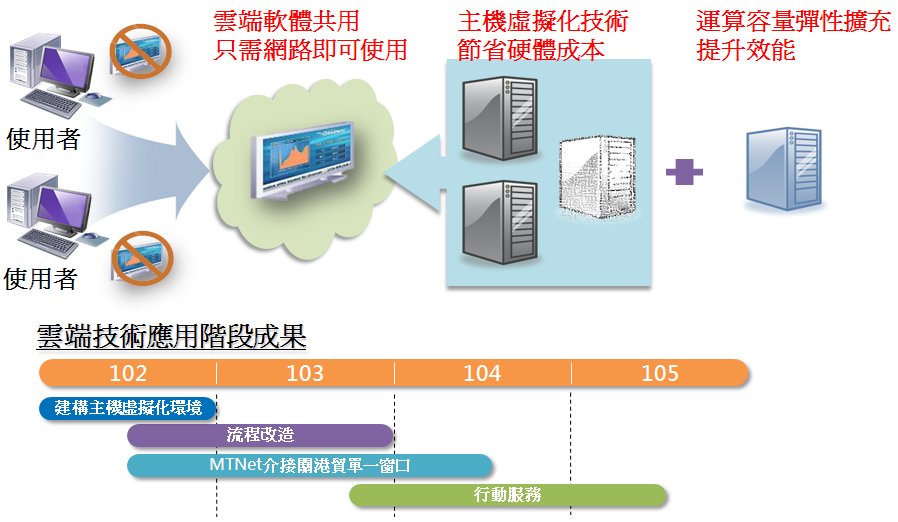 雲端軟體共用
只需網路即可使用
主機虛擬化技術
節省硬體成本
運算容量彈性擴充
提升效能
使用者
使用者
雲端技術應用階段成果
102
103
104
105
建構主機虛擬化環境
流程改造
MTNet介接關港貿單一窗口
行動服務